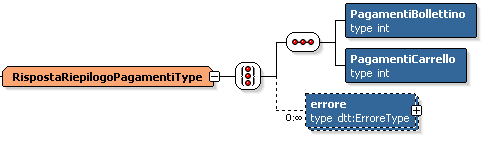 PagamentiBollettino
type int
RispostaRiepilogoPagamentiType
PagamentiCarrello
type int
errore
type dtt:ErroreType
0:∞